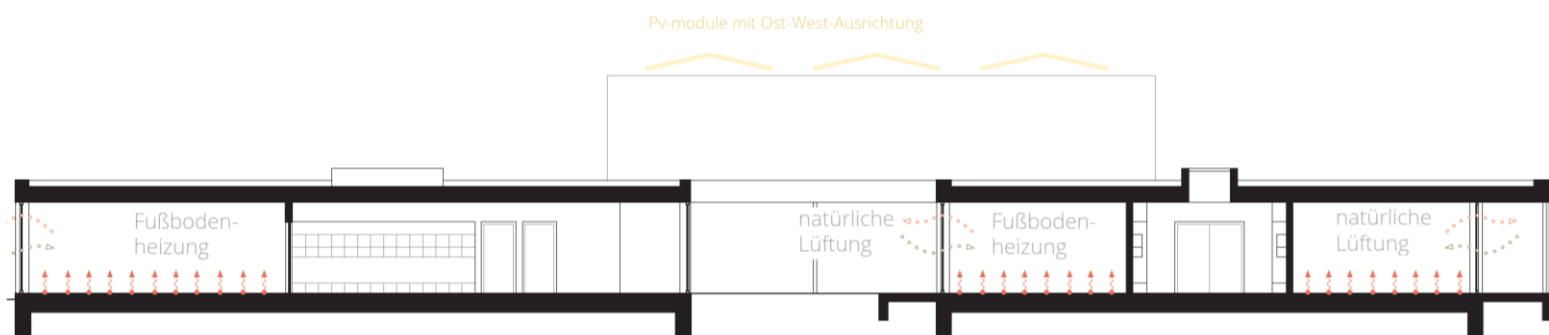 Pv-module mit Ost-West-Ausrichtung
Fußboden-
heizung
natürliche
Lüftung
Fußboden-
heizung
natürliche
Lüftung